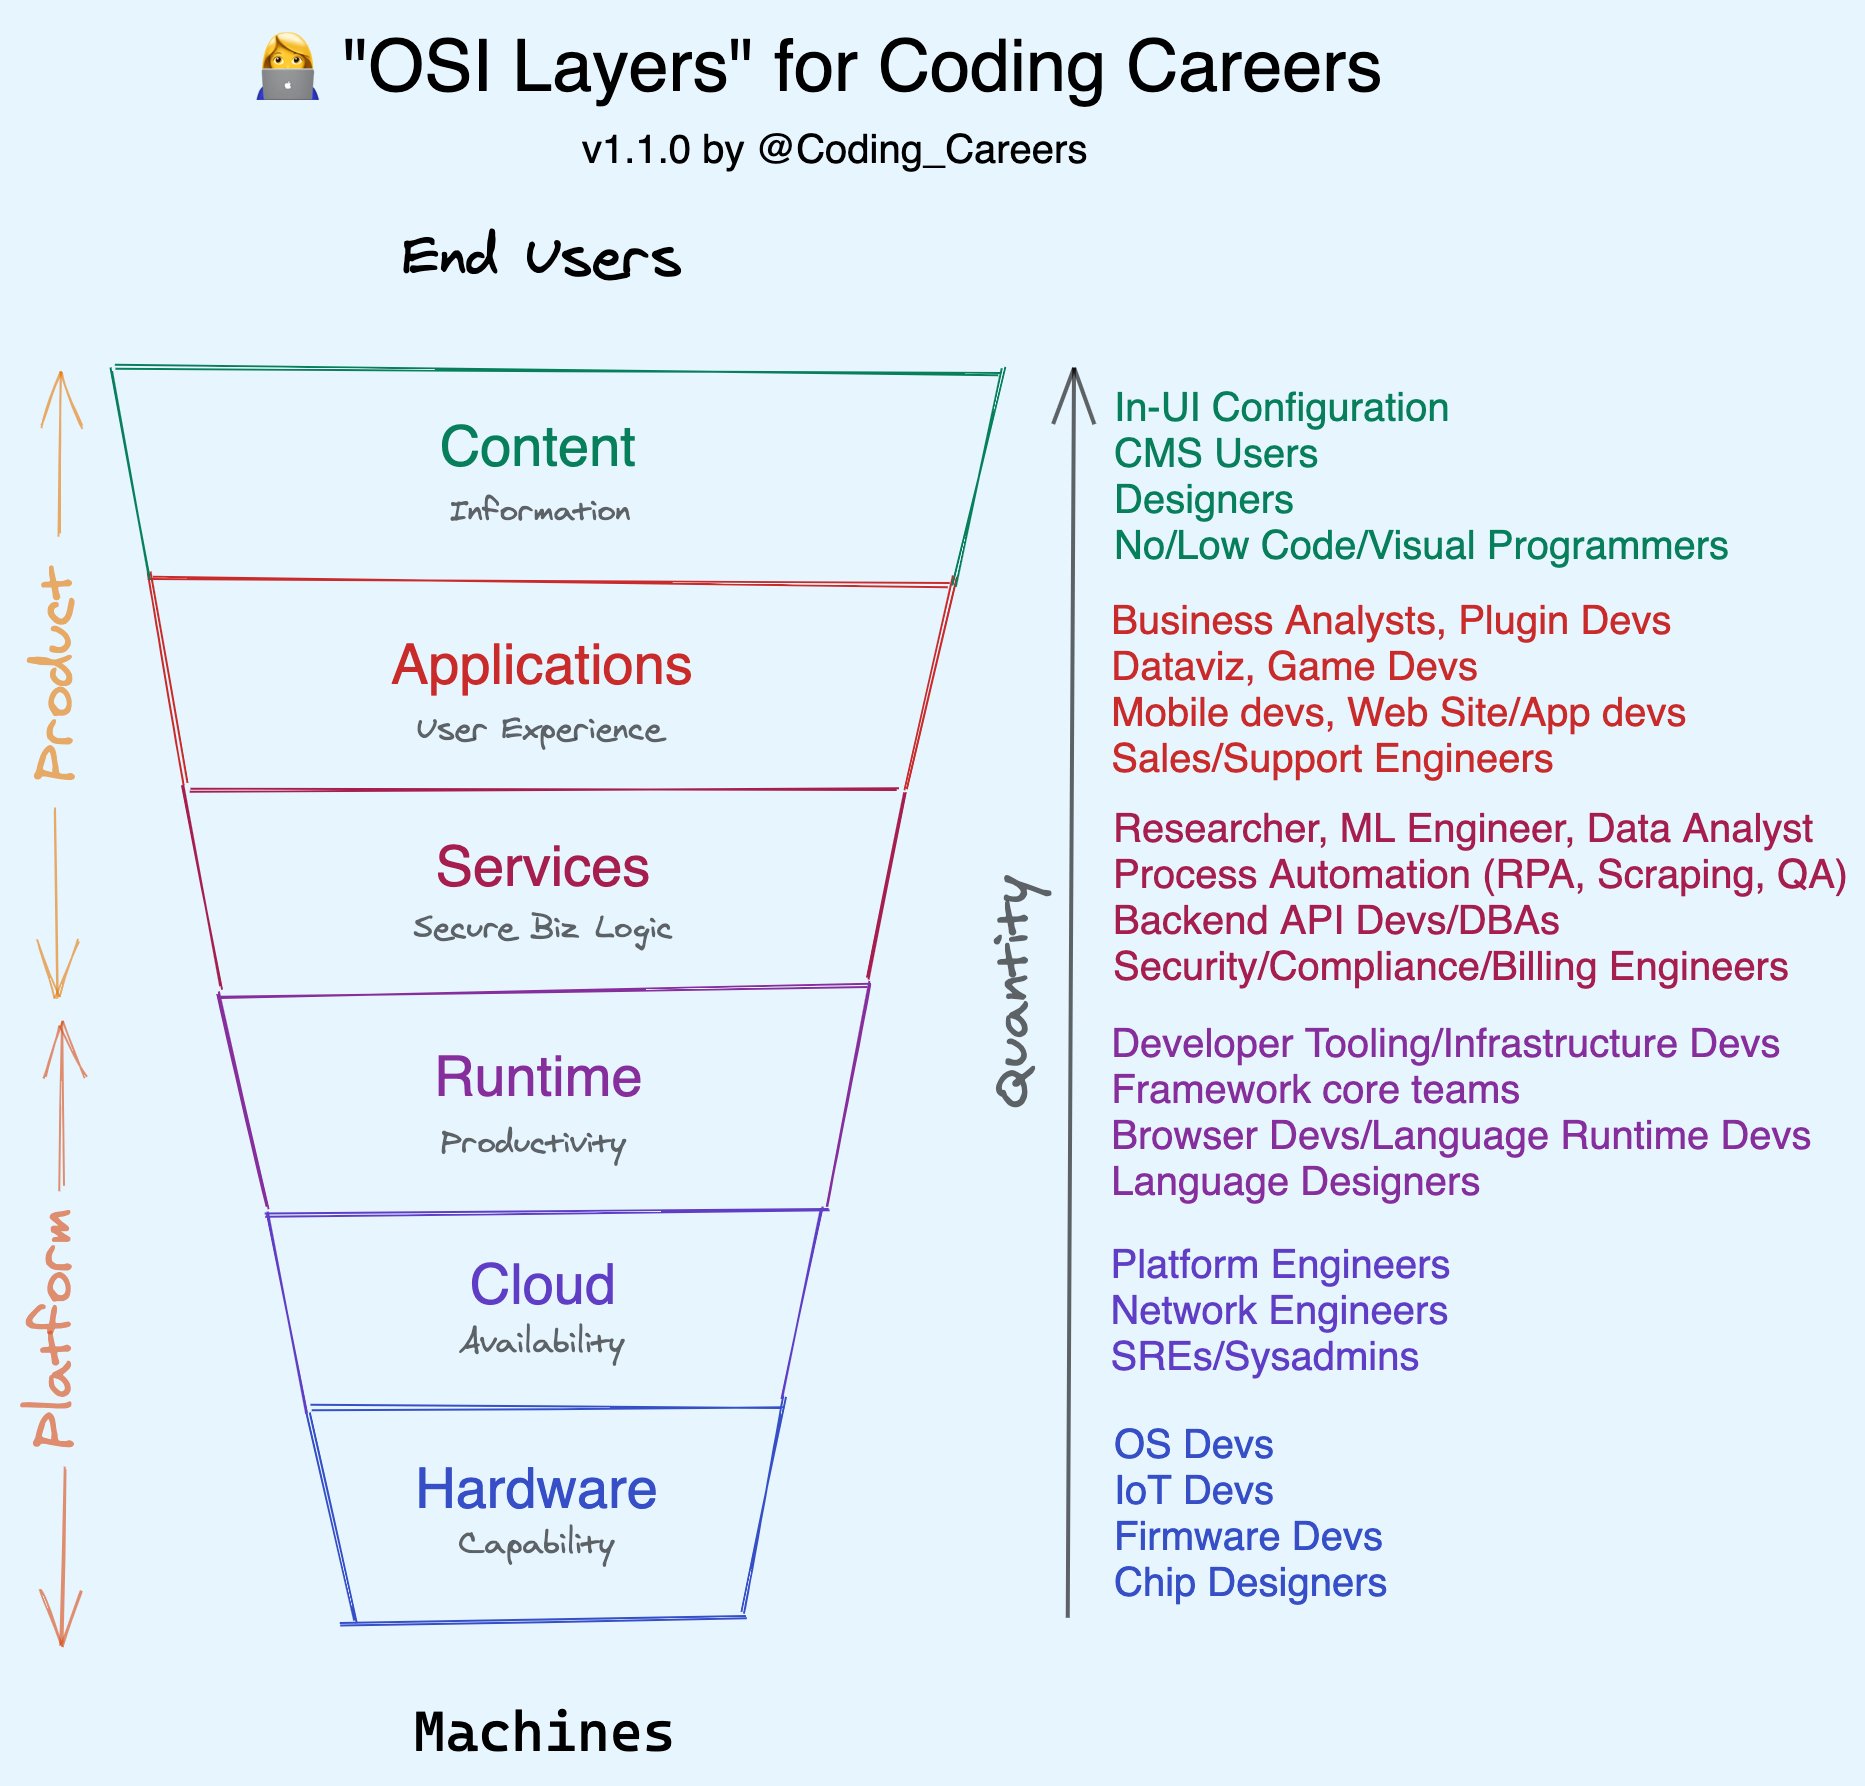 "OSI Layers" for Coding Careers
v1.1.0 by @Coding_Careers
End Users
Product
Platform
Content
Information
Applications
User Experience
Services
Secure Biz Logic
Runtime
Productivity
Cloud
Availability
Hardware
Capability
Machines
Quantity
In-UI Configuration
CMS Users
Designers
No/Low Code/Visual Programmers
Business Analysts, Plugin Devs
Dataviz, Game Devs
Mobile devs, Web Site/App devs
Sales/Support Engineers
Researcher, ML Engineer, Data Analyst
Process Automation (RPA, Scraping, QA)
Backend API Devs/DBAs
Security/Compliance/Billing Engineers
Developer Tooling/Infrastructure Devs
Framework core teams
Browser Devs/Language Runtime Devs
Language Designers
Platform Engineers
Network Engineers
SREs/Sysadmins
OS Devs
IoT Devs
Firmware Devs
Chip Designers